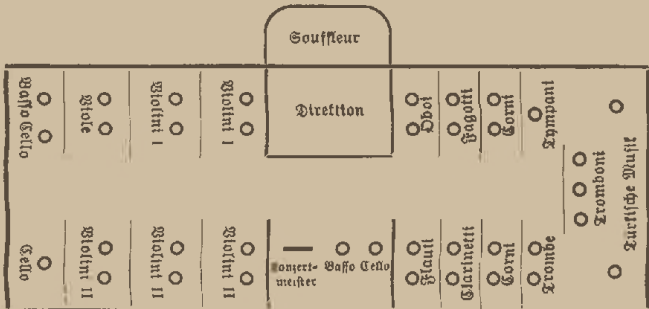 Souffleur
Direktion
Basso Cello
Viole
Violini I
Violini I
Oboi
Fagotti
Corni
Tympani
Tromboni
Türkische Musik
Cello
Violini II
Violini II
Violini II
Konzert-
meister
Basso Cello
Flauti
Clarinetti
Corni
Trombe